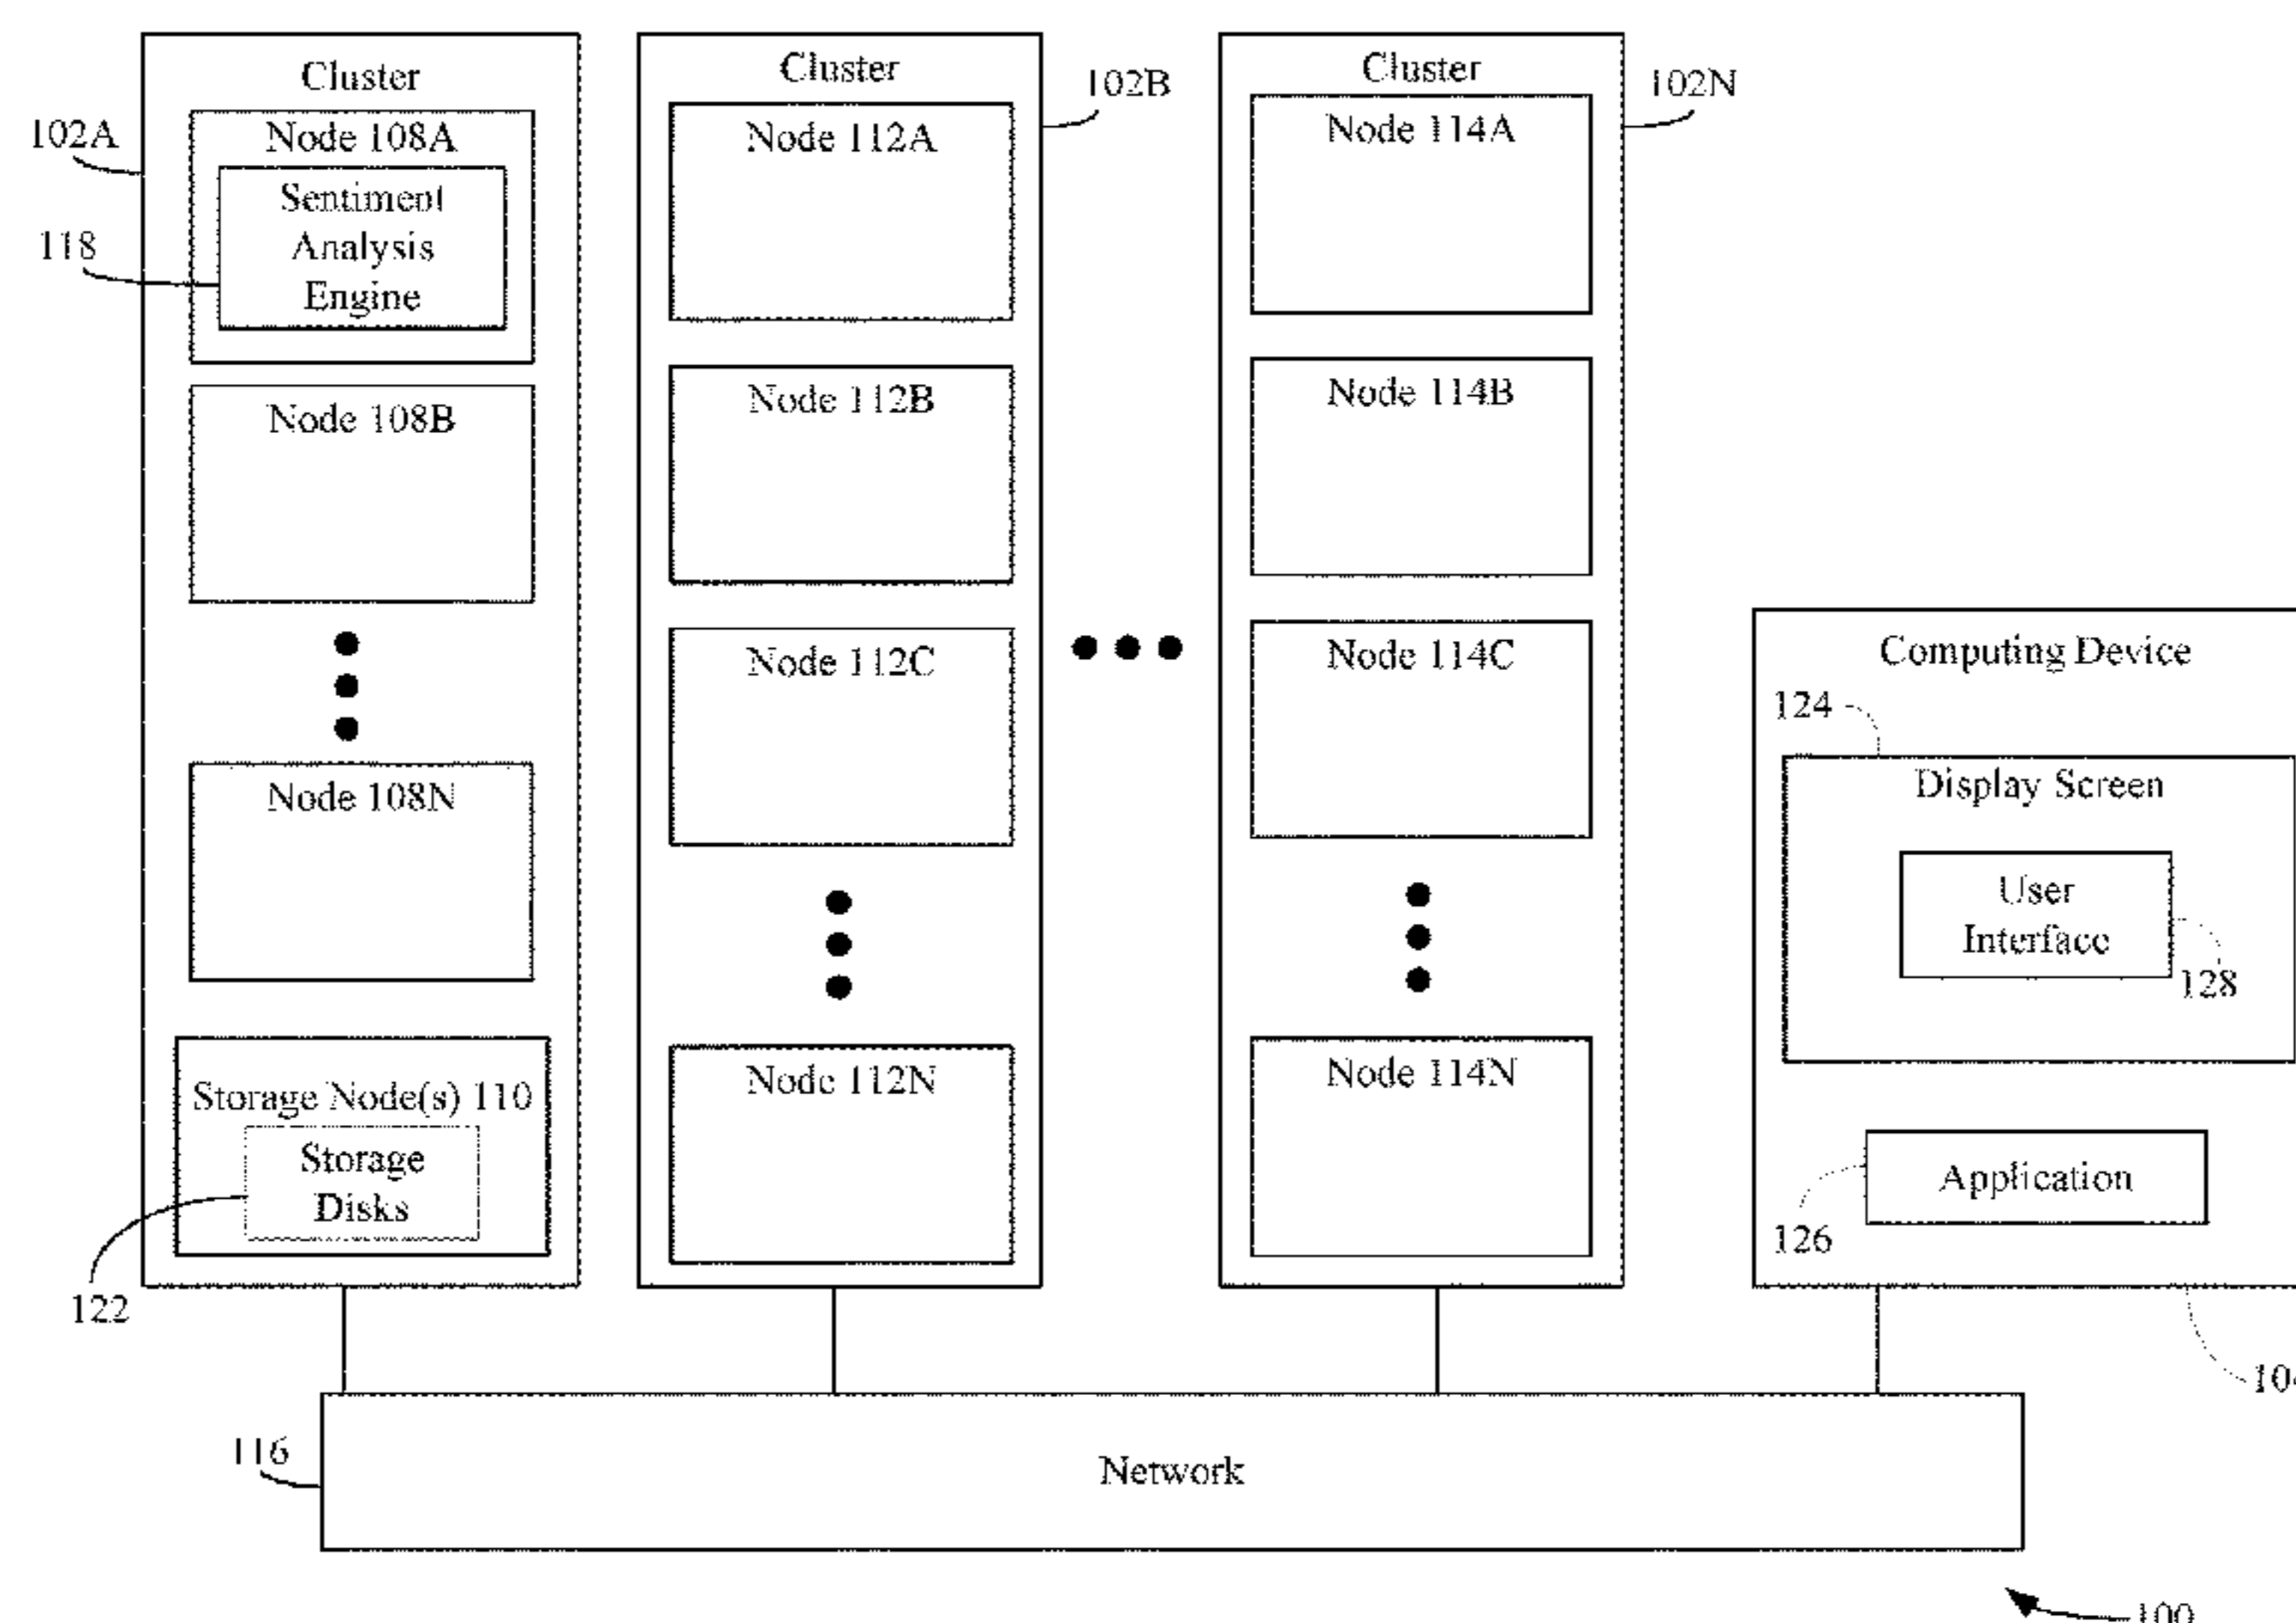 Cluster
102A
Node 108A
Sentiment
Analysis
Engine
118
Node 108B
Node 108N
Storage Node(s) 110
Storage
Disks
122
Cluster
102B
Node 112A
Node 112B
Node 112C
Node 112N
Cluster
102N
Node 114A
Node 114B
Node 114C
Node 114N
Computing Device
124
Display Screen
User
Interface
128
Application
126
116
Network
100